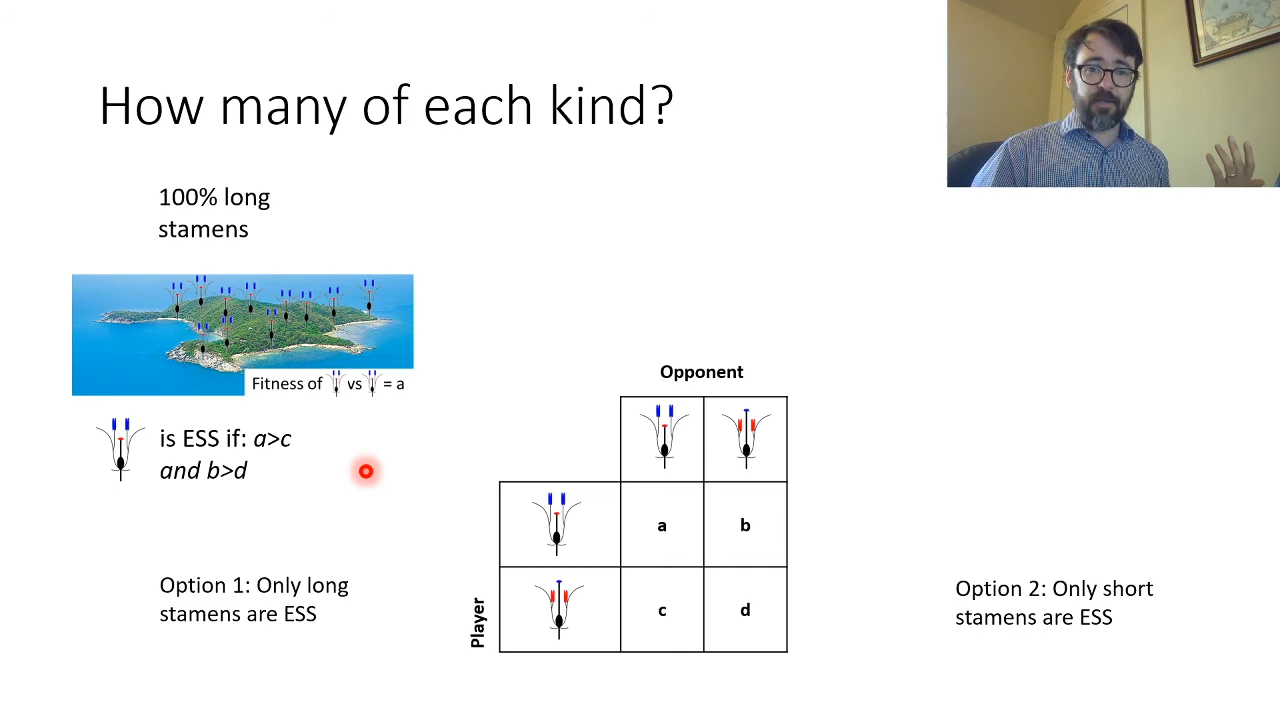 How many of each kind?
100% long
stamens
Fitness of vs = a
is ESS if: a>c
and b>d
Option 1: Only long
stamens are ESS
Opponent
a b
Player
c d
Option 2: Only short
stamens are ESS